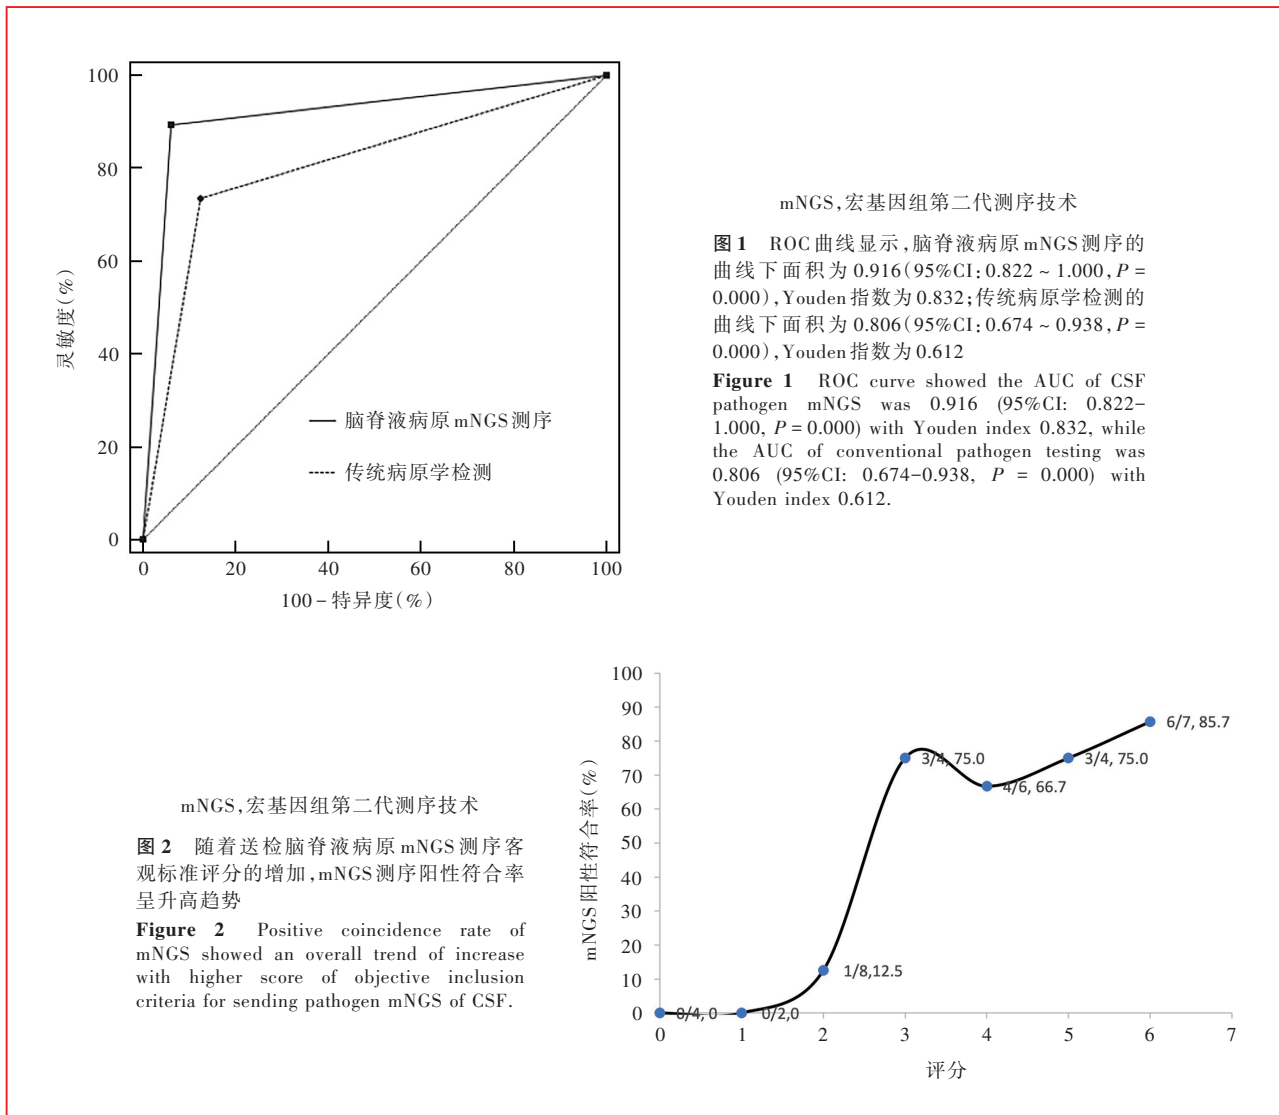 100
80
60
40
20
0
灵敏度(%)
脑脊液病原mNGS测序
传统病原学检测
0 20 40 60 80 100
100-特异度(%)
mNGS,宏基因组第二代测序技术
图1 ROC曲线显示,脑脊液病原mNGS测序的
曲线下面积为0.916(95%CI:0.822~1.000,P=
0.000),Youden指数为0.832;传统病原学检测的
曲线下面积为0.806(95%CI:0.674~0.938,P=
0.000),Youden指数为0.612
Figure 1 ROC curve showed the AUC of CSF
pathogen mNGS was 0.916 (95%CI: 0.822-
1.000, P = 0.000) with Youden index 0.832, while
the AUC of conventional pathogen testing was
0.806 (95%CI: 0.674-0.938, P = 0.000) with
Youden index 0.612.
mNGS,宏基因组第二代测序技术
图2 随着送检脑脊液病原mNGS测序客
观标准评分的增加,mNGS测序阳性符合率
呈升高趋势
Figure 2 Positive coincidence rate of
mNGS showed an overall trend of increase
with higher score of objective inclusion
criteria for sending pathogen mNGS of CSF.
100
90
80
70
60
50
40
30
20
10
0
mNGS阳性符合率(%)
0/4, 0
0/2,0
1/8,12.5
3/4, 75.0
4/6, 66.7
3/4, 75.0
6/7, 85.7
0 1 2 3 4 5 6 7
评分